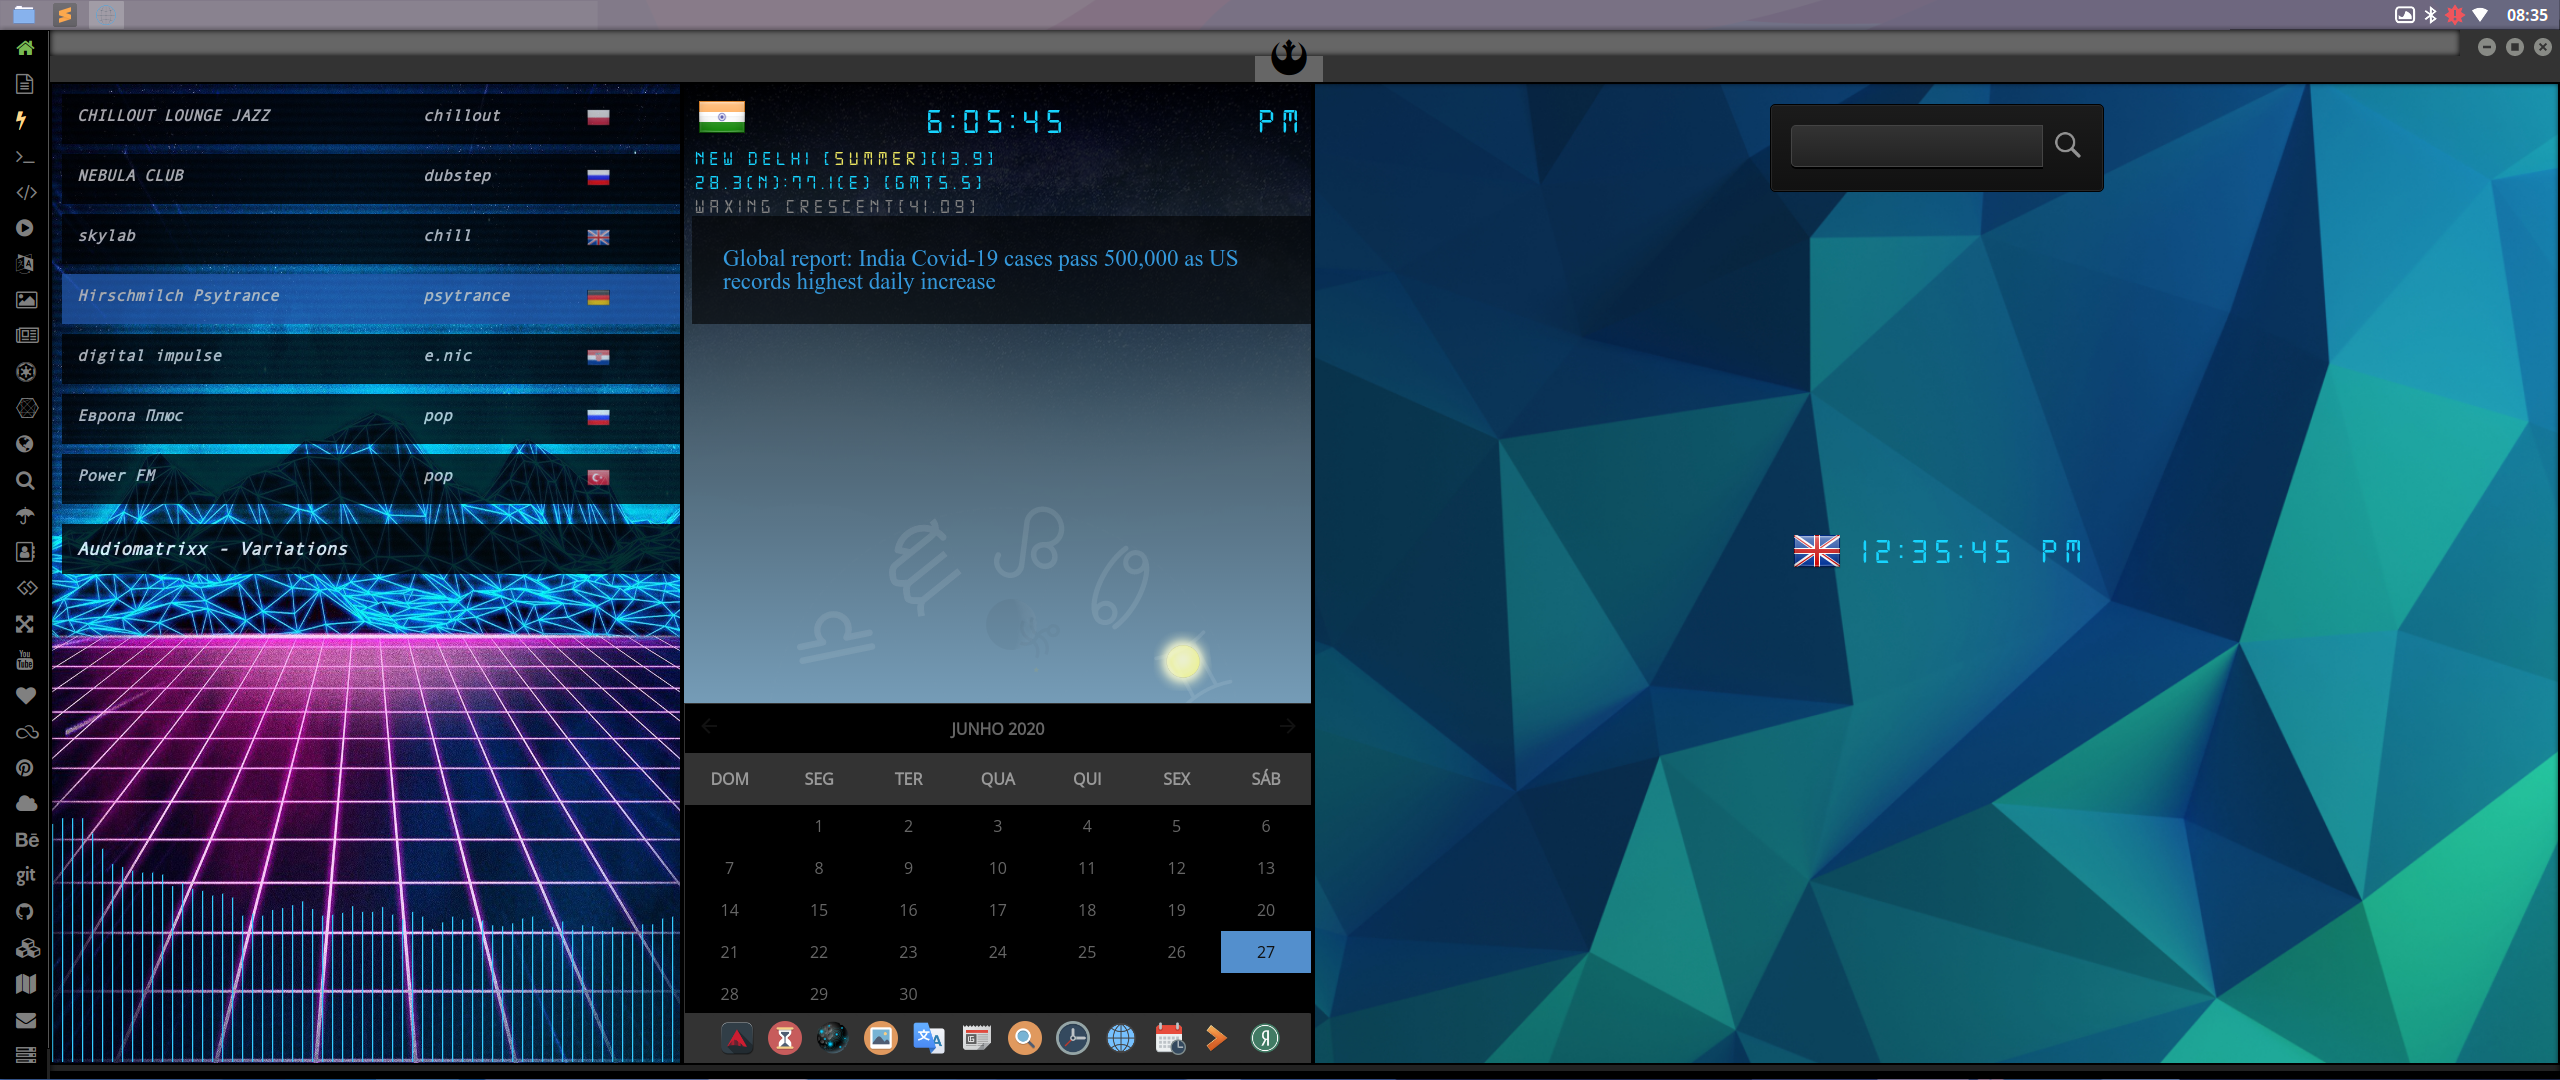 08:35
CHILLOUT LOUNGE JAZZ chillout
NEBULA CLUB dubstep
skylab chill
Hirschmilch Psytrance psytrance
digital impulse e.nic
Европа Плюс pop
Power FM pop
Audiomatrixx - Variations
You
Tube
Bē
git
6:05:45 PM
NEW DELHI [SUMMER][13.9]
28.3(N):77.1(E) [GMT5.5]
WAXING CRESCENT[41.09]
Global report: India Covid-19 cases pass 500,000 as US
records highest daily increase
JUNHO 2020
DOM SEG TER QUA QUI SEX SÁB
1 2 3 4 5 6
7 8 9 10 11 12 13
14 15 16 17 18 19 20
21 22 23 24 25 26 27
28 29 30
文A
Я
12:35:45 PM